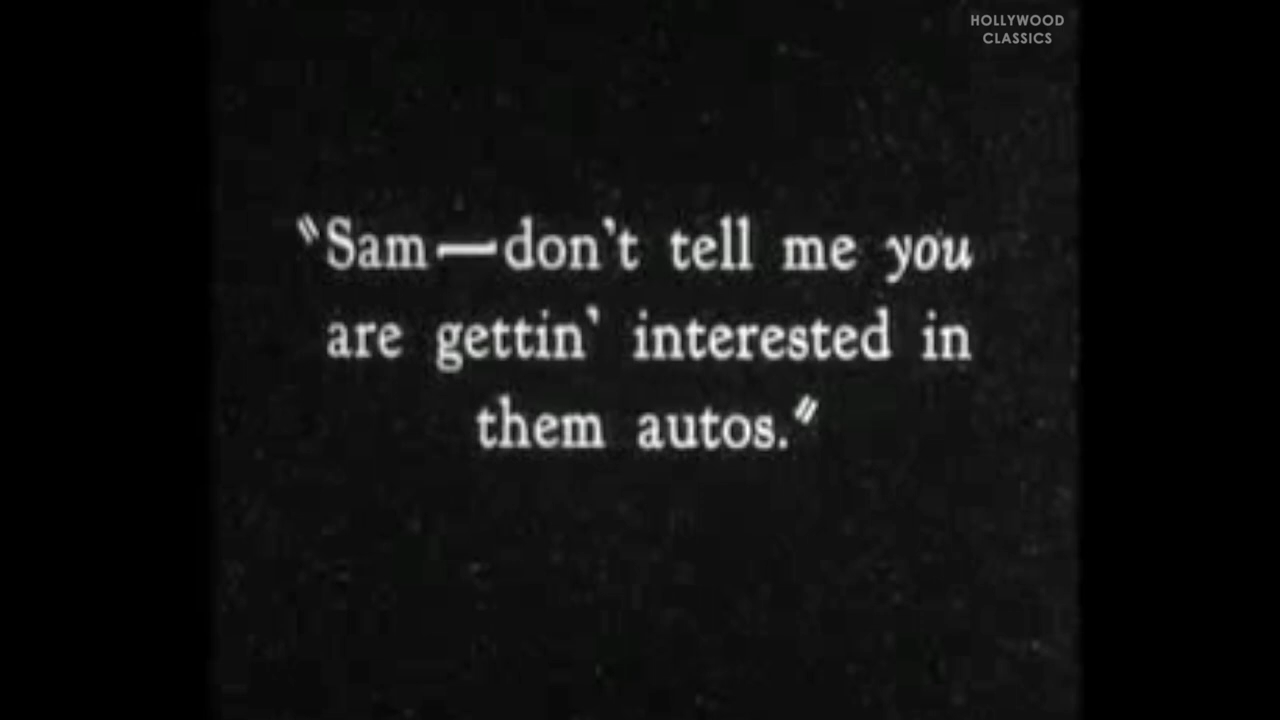 HOLLYWOOD
CLASSICS
"Sam—don't tell me you
are gettin' interested in
them autos."